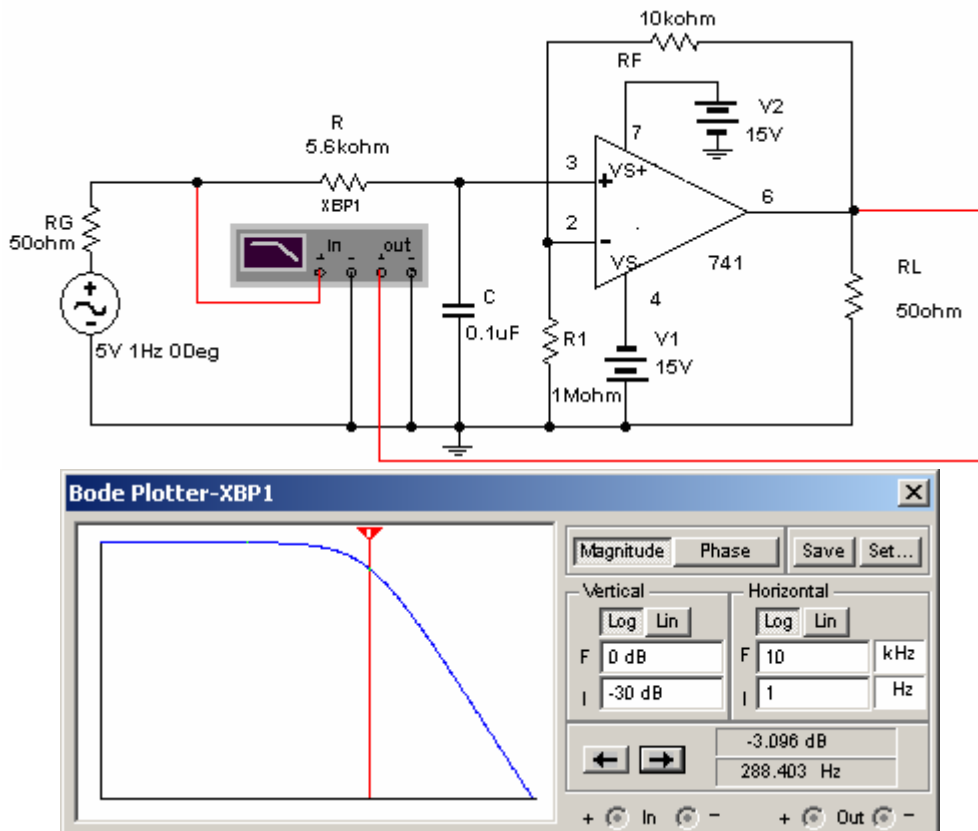 10kohm
RF
V2
15V
R
5.6kohm
7
3
VS+
XBP1
RG
50ohm
In
out
2
6
VS
741
RL
50ohm
C
0.1uF
4
R1
V1
15V
5V 1Hz 0Deg
1Mohm
Bode Plotter-XBP1
Magnitude Phase Save Set...
Vertical Horizontal
Log Lin Log Lin
F 0 dB F 10 kHz
I -30 dB I 1 Hz
-3.096 dB
288.403 Hz
+ In - + Out -